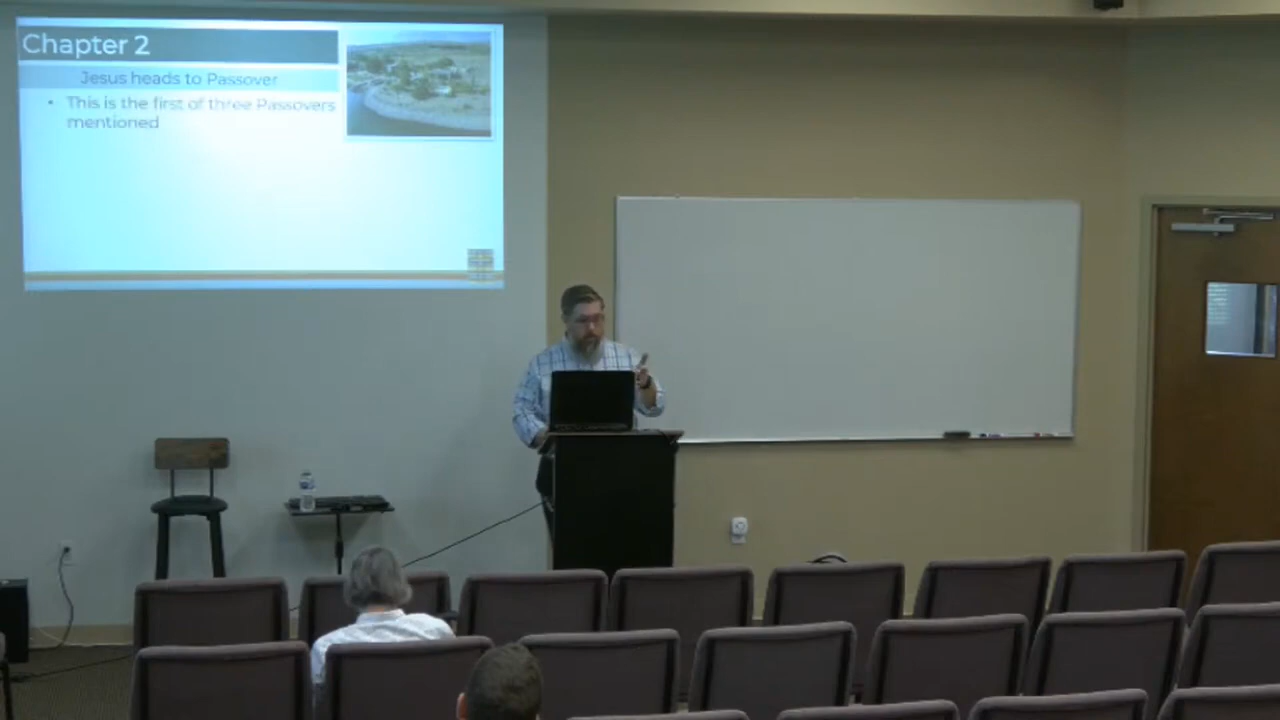 Chapter 2
Jesus heads to Passover
• This is the first of three Passovers
mentioned